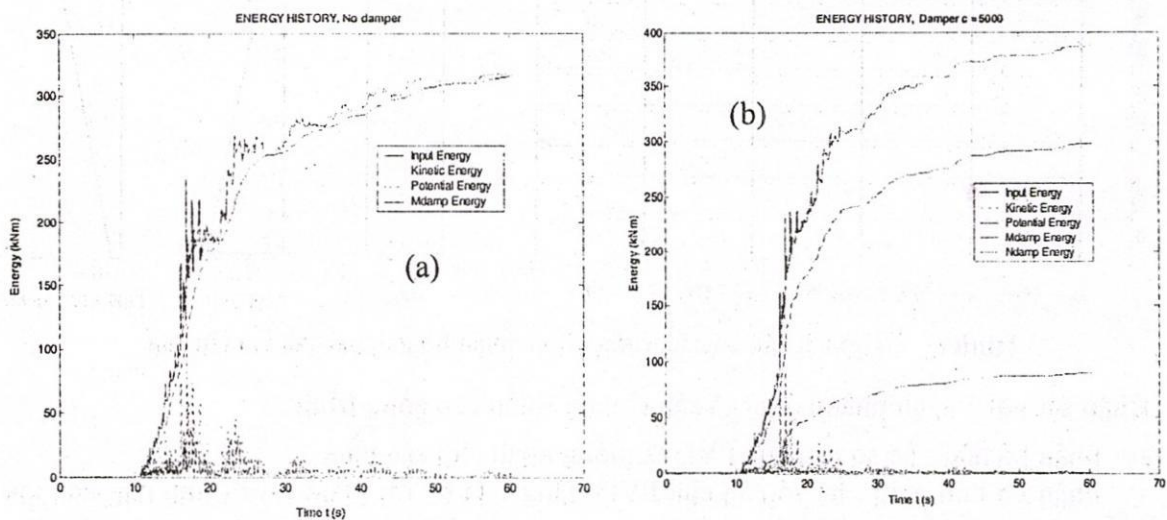 ENERGY HISTORY, No damper
350
300
250
200
150
100
50
0
0 10 20 30 40 50 60 70
Energy (kNm)
Time t (s)
Input Energy
Kinetic Energy
Potential Energy
Mdamp Energy
(a)
ENERGY HISTORY, Damper c = 5000
400
350
300
250
200
150
100
50
0
0 10 20 30 40 50 60 70
Energy (kNm)
Time t (s)
Input Energy
Kinetic Energy
Potential Energy
Mdamp Energy
Ndamp Energy
(b)